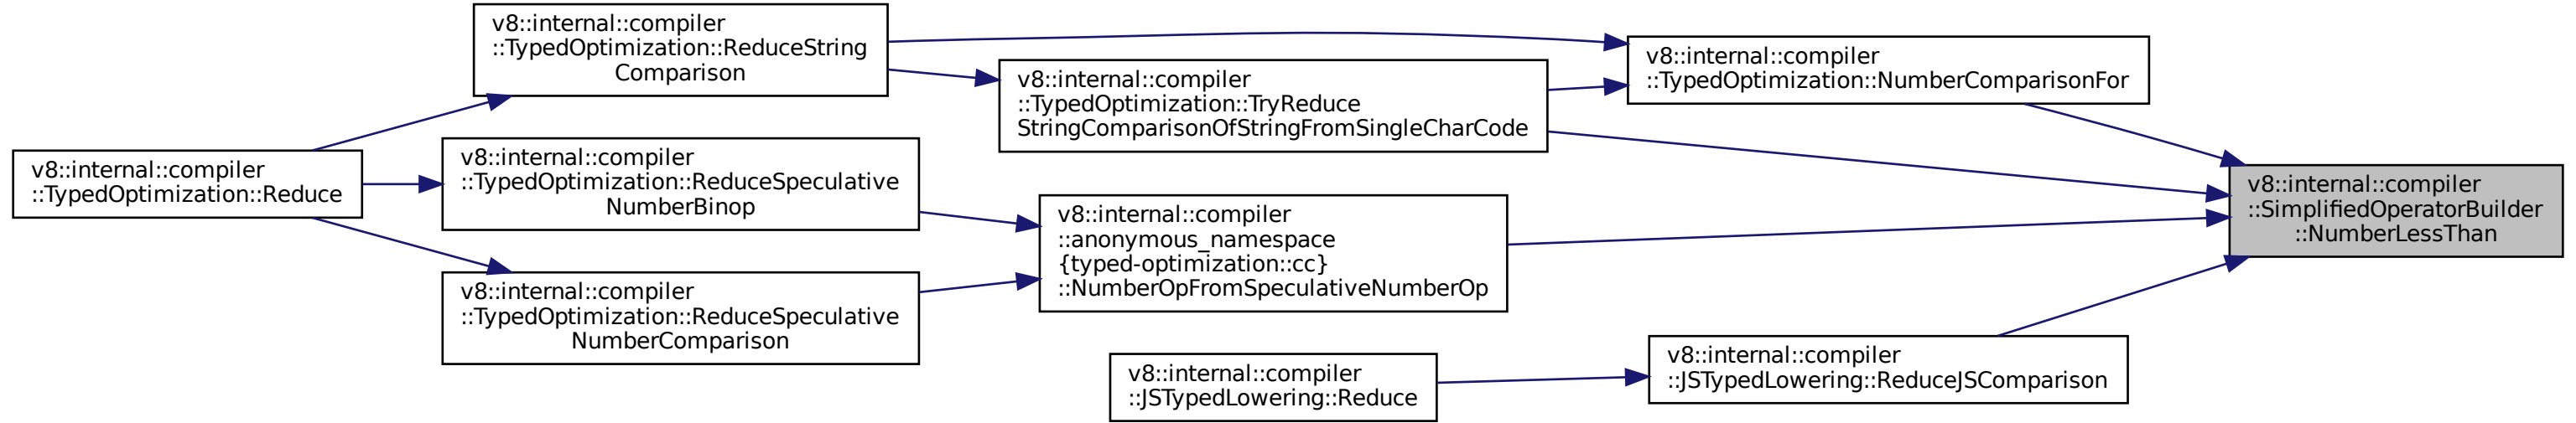 v8::internal::compiler
::TypedOptimization::ReduceString
Comparison
v8::internal::compiler
::TypedOptimization::NumberComparisonFor
v8::internal::compiler
::TypedOptimization::TryReduce
StringComparisonOfStringFromSingleCharCode
v8::internal::compiler
::TypedOptimization::Reduce
v8::internal::compiler
::TypedOptimization::ReduceSpeculative
NumberBinop
v8::internal::compiler
::SimplifiedOperatorBuilder
::NumberLessThan
v8::internal::compiler
::anonymous_namespace
{typed-optimization::cc}
::NumberOpFromSpeculativeNumberOp
v8::internal::compiler
::TypedOptimization::ReduceSpeculative
NumberComparison
v8::internal::compiler
::JSTypedLowering::Reduce
v8::internal::compiler
::JSTypedLowering::ReduceJSComparison